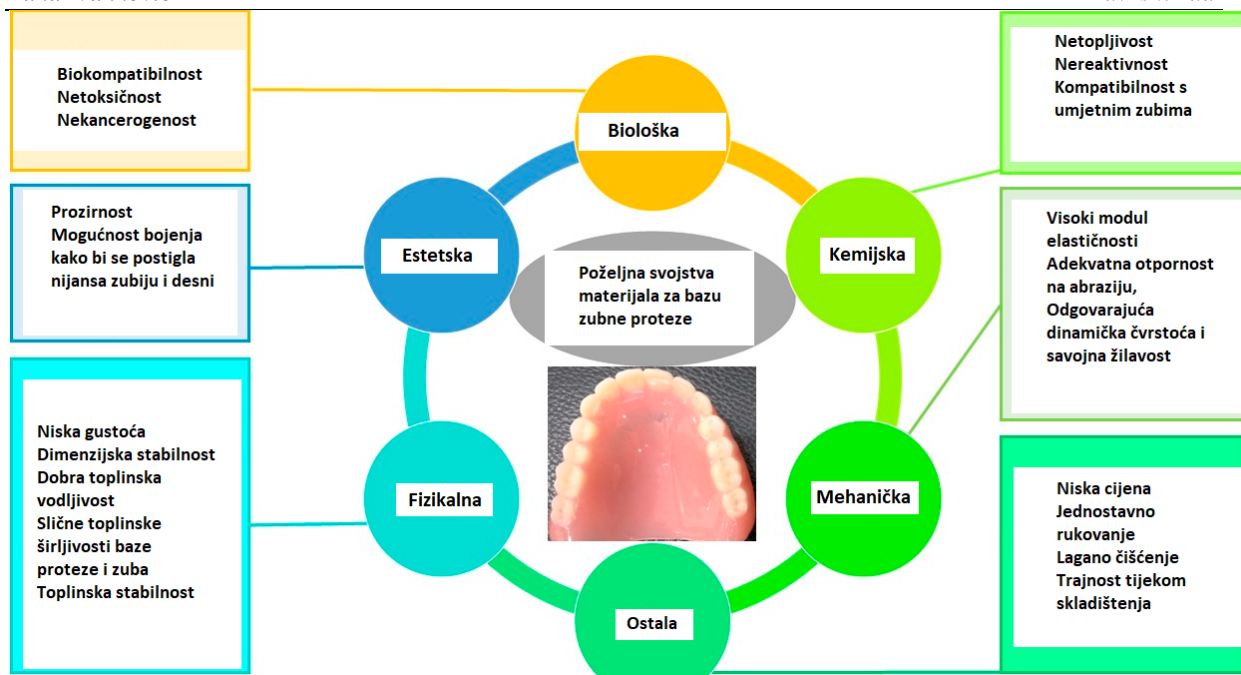 Biokompatibilnost
Netoksičnost
Nekancerogenost
Biološka
Netopljivost
Nereaktivnost
Kompatibilnost s
umjetnim zubima
Prozirnost
Mogućnost bojenja
kako bi se postigla
nijansa zubiju i desni
Estetska
Poželjna svojstva
materijala za bazu
zubne proteze
Kemijska
Visoki modul
elastičnosti
Adekvatna otpornost
na abraziju,
Odgovarajuća
dinamička čvrstoća i
savojna žilavost
Niska gustoća
Dimenzijska stabilnost
Dobra toplinska
vodljivost
Slične toplinske
širljivosti baze
proteze i zuba
Toplinska stabilnost
Fizikalna
Mehanička
Ostala
Niska cijena
Jednostavno
rukovanje
Lagano čišćenje
Trajnost tijekom
skladištenja